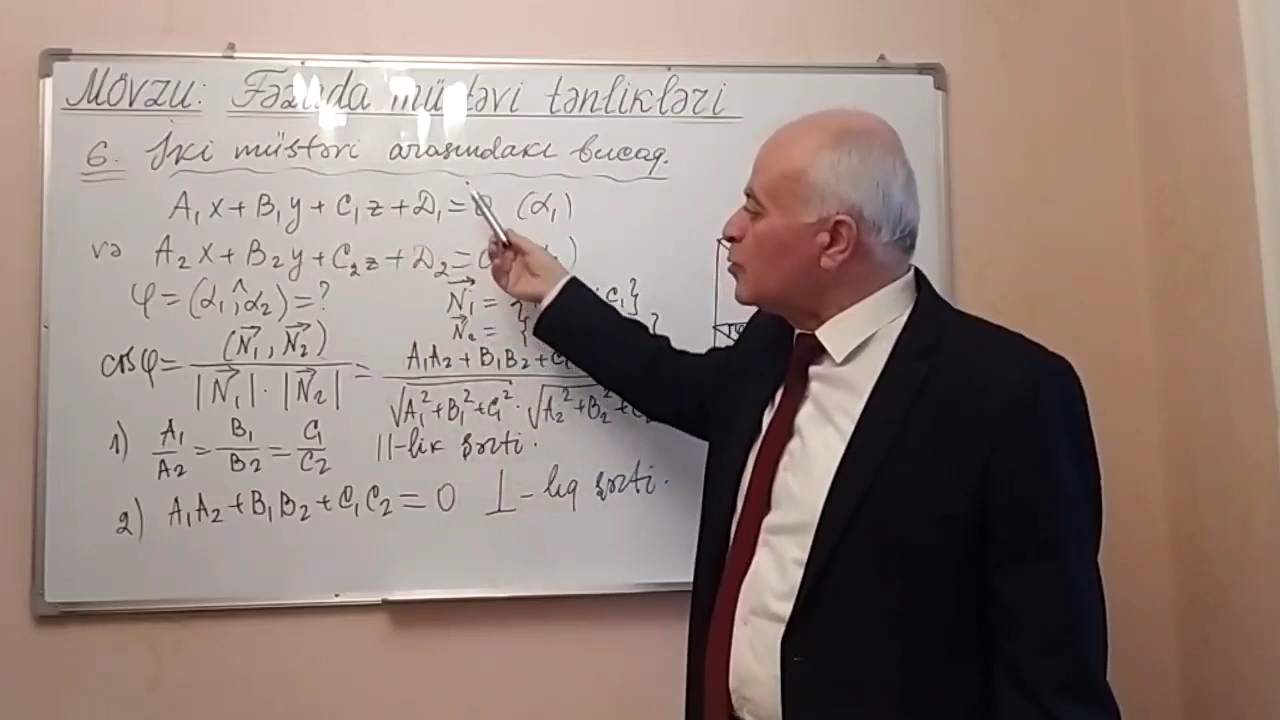 Mövzu: Fəzada müstəvi tənlikləri
6. İki müstəvi arasındakı bucaq.
A₁x+B₁y+C₁z+D₁=0 (α₁)
və A₂x+B₂y+C₂z+D₂=
φ=(α₁,^α₂)=? N⃗₁ = { C₁}
N⃗₂ = { }
cosφ= (N⃗₁, N⃗₂) / |N⃗₁|·|N⃗₂| = A₁A₂+B₁B₂+C / √A₁²+B₁²+C₁² · √A₂²+B₂²+C₂
1) A₁/A₂ = B₁/B₂ = C₁/C₂ ||-lik şərti.
2) A₁A₂+B₁B₂+C₁C₂=0 ⊥-lıq şərti.